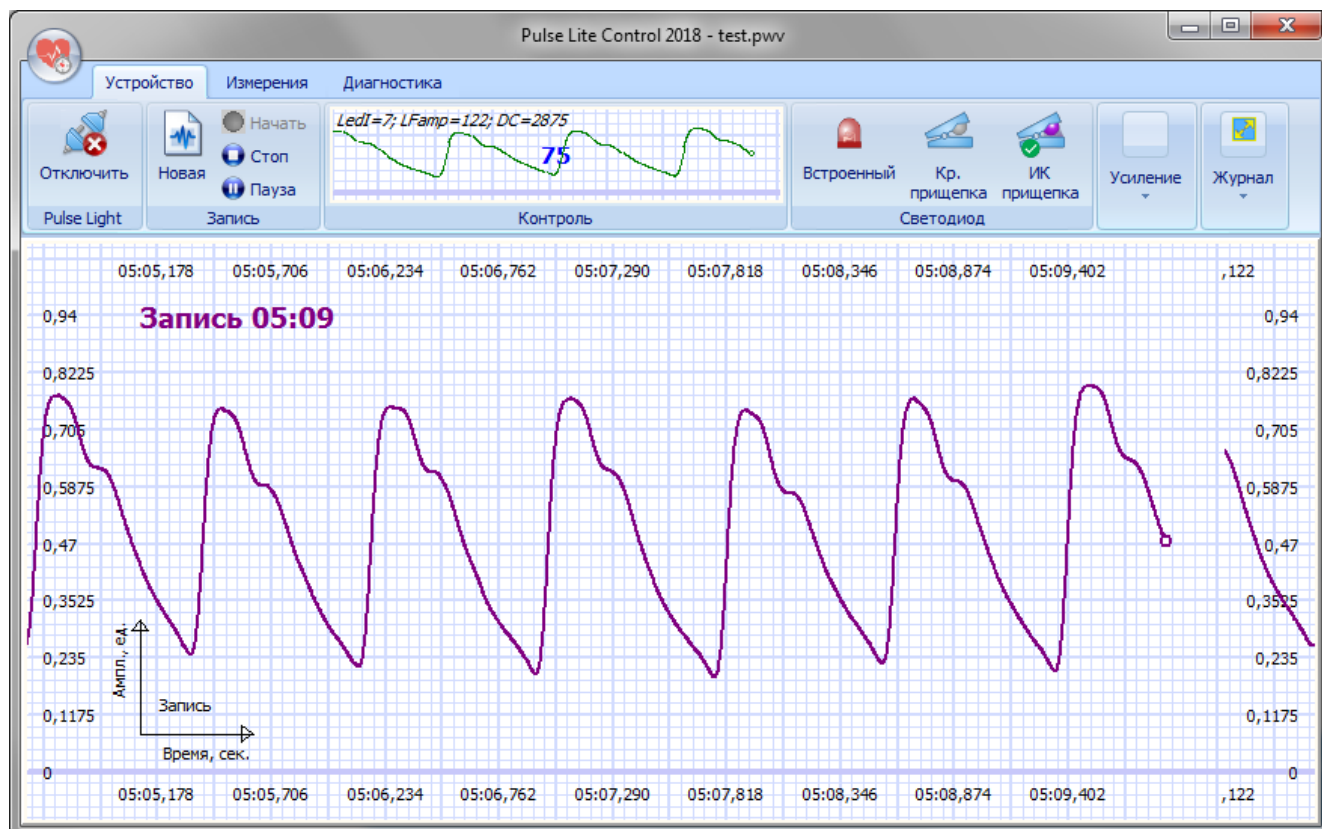 Pulse Lite Control 2018 - test.pwv
Устройство Измерения Диагностика
Отключить
Pulse Light
Новая
Начать
Стоп
Пауза
Запись
LedI=7; LFamp=122; DC=2875
75
Контроль
Встроенный
Кр. прищепка
ИК прищепка
Светодиод
Усиление
Журнал
05:05,178 05:05,706 05:06,234 05:06,762 05:07,290 05:07,818 05:08,346 05:08,874 05:09,402 ,122
Запись 05:09
0,94 0,94
0,8225 0,8225
0,705 0,705
0,5875 0,5875
0,47 0,47
0,3525 0,3525
0,235 0,235
0,1175 0,1175
0 0
Ампл., ед.
Запись
Время, сек.
05:05,178 05:05,706 05:06,234 05:06,762 05:07,290 05:07,818 05:08,346 05:08,874 05:09,402 ,122